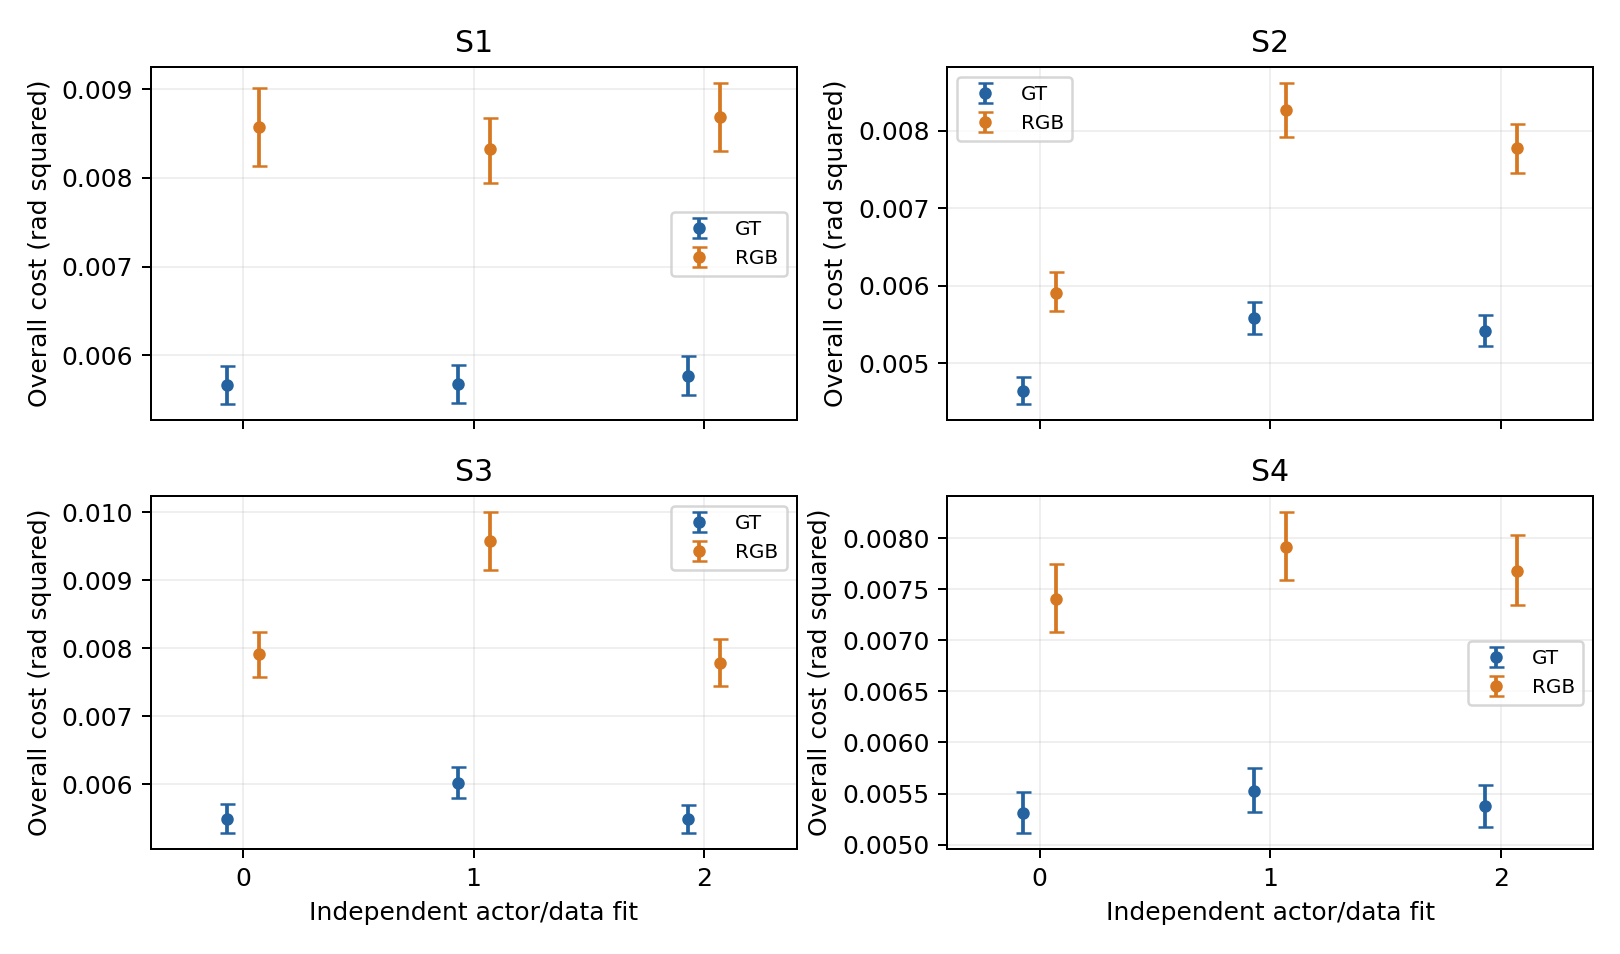 S1
Overall cost (rad squared)
0.009
0.008
0.007
0.006
GT
RGB
S2
Overall cost (rad squared)
0.008
0.007
0.006
0.005
GT
RGB
S3
Overall cost (rad squared)
0.010
0.009
0.008
0.007
0.006
GT
RGB
0
1
2
Independent actor/data fit
S4
Overall cost (rad squared)
0.0080
0.0075
0.0070
0.0065
0.0060
0.0055
0.0050
GT
RGB
0
1
2
Independent actor/data fit